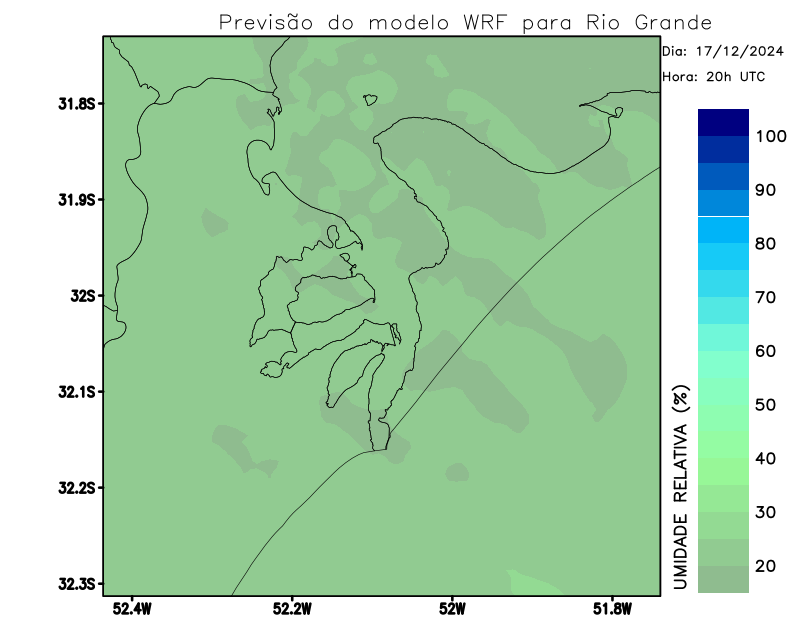 Previsão do modelo WRF para Rio Grande
Dia: 17/12/2024
Hora: 20h UTC
31.8S
31.9S
32S
32.1S
32.2S
32.3S
52.4W
52.2W
52W
51.8W
100
90
80
70
60
50
40
30
20
UMIDADE RELATIVA (%)